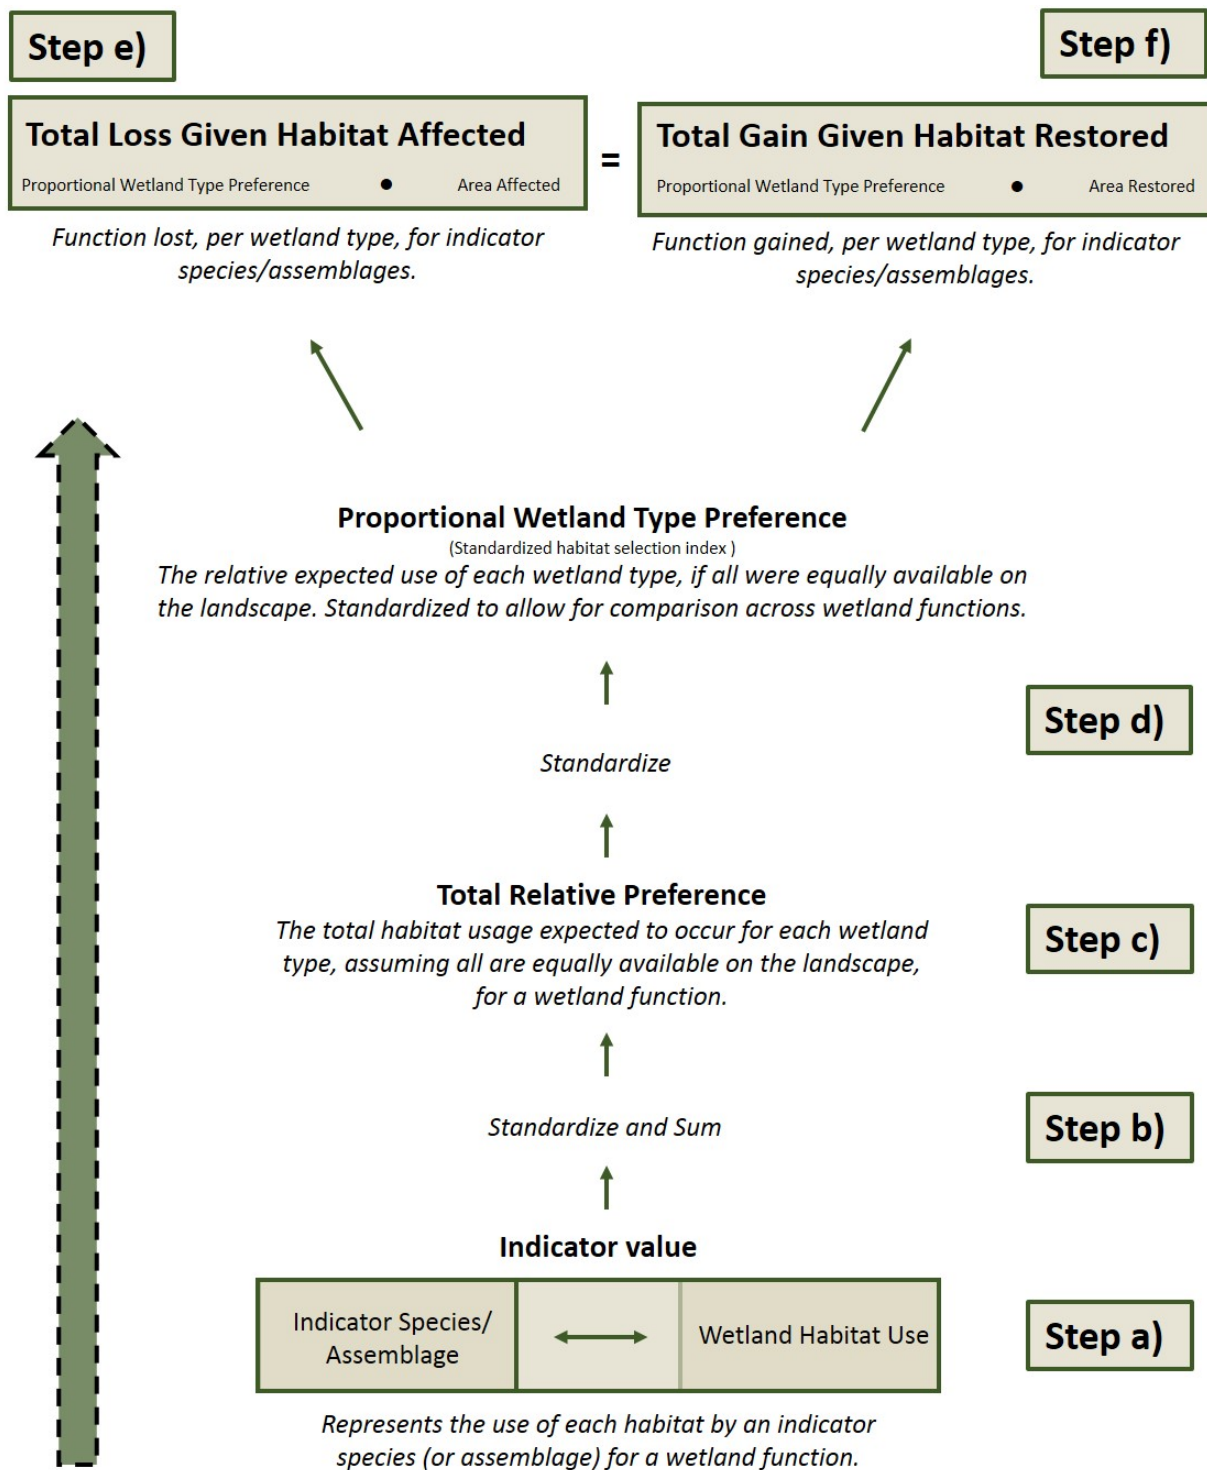 Step e)
Step f)
Total Loss Given Habitat Affected
Proportional Wetland Type Preference ● Area Affected
=
Total Gain Given Habitat Restored
Proportional Wetland Type Preference ● Area Restored
Function lost, per wetland type, for indicator
species/assemblages.
Function gained, per wetland type, for indicator
species/assemblages.
Proportional Wetland Type Preference
(Standardized habitat selection index )
The relative expected use of each wetland type, if all were equally available on
the landscape. Standardized to allow for comparison across wetland functions.
Step d)
Standardize
Total Relative Preference
The total habitat usage expected to occur for each wetland
type, assuming all are equally available on the landscape,
for a wetland function.
Step c)
Standardize and Sum
Step b)
Indicator value
Indicator Species/
Assemblage
Wetland Habitat Use
Step a)
Represents the use of each habitat by an indicator
species (or assemblage) for a wetland function.